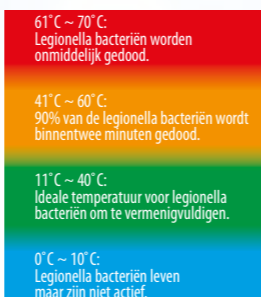 61˚C ~ 70˚C:
Legionella bacteriën worden
onmiddelijk gedood.
41˚C ~ 60˚C:
90% van de legionella bacteriën wordt
binnentwee minuten gedood.
11˚C ~ 40˚C:
Ideale temperatuur voor legionella
bacteriën om te vermenigvuldigen.
0˚C ~ 10˚C:
Legionella bacteriën leven
maar zijn niet actief.